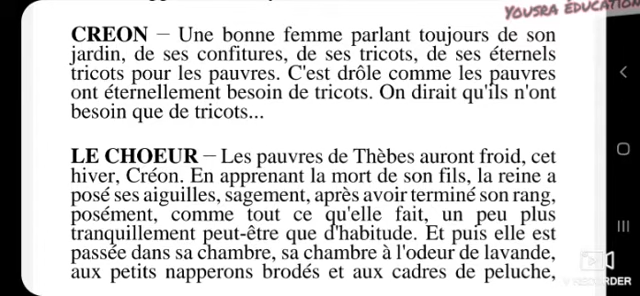 YOUSRA ÉDUCATION
CREON – Une bonne femme parlant toujours de son
jardin, de ses confitures, de ses tricots, de ses éternels
tricots pour les pauvres. C'est drôle comme les pauvres
ont éternellement besoin de tricots. On dirait qu'ils n'ont
besoin que de tricots...
LE CHOEUR – Les pauvres de Thèbes auront froid, cet
hiver, Créon. En apprenant la mort de son fils, la reine a
posé ses aiguilles, sagement, après avoir terminé son rang,
posément, comme tout ce qu'elle fait, un peu plus
tranquillement peut-être que d'habitude. Et puis elle est
passée dans sa chambre, sa chambre à l'odeur de lavande,
aux petits napperons brodés et aux cadres de peluche,